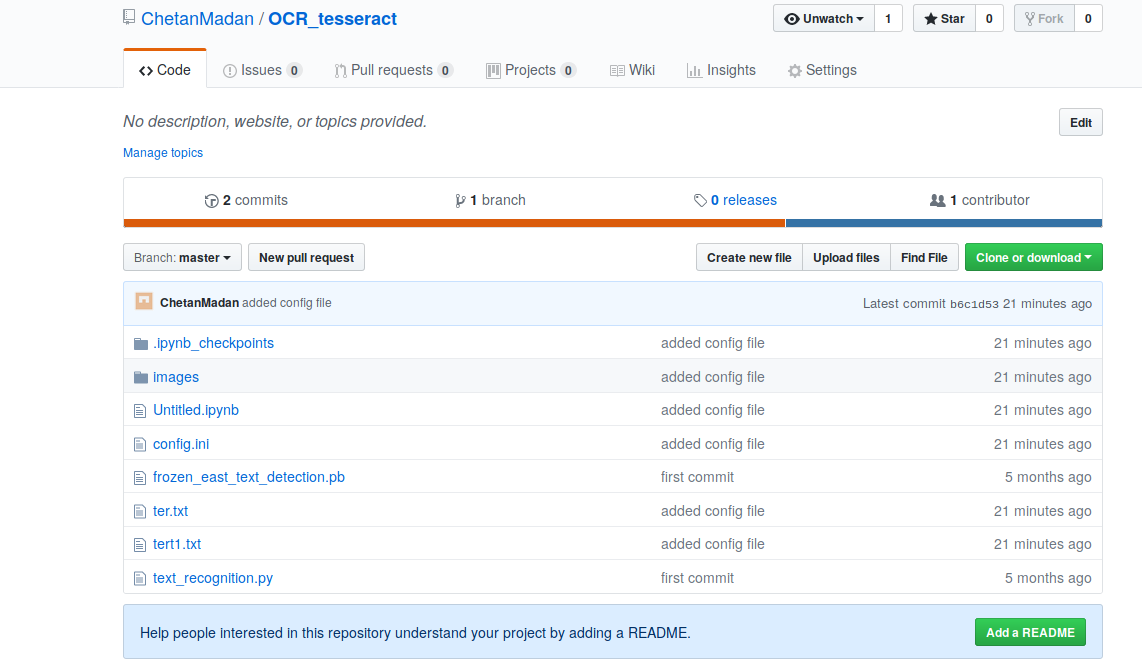 ChetanMadan / OCR_tesseract Unwatch 1 Star 0 Fork 0
Code Issues 0 Pull requests 0 Projects 0 Wiki Insights Settings
No description, website, or topics provided. Edit
Manage topics
2 commits 1 branch 0 releases 1 contributor
Branch: master New pull request Create new file Upload files Find File Clone or download
ChetanMadan added config file Latest commit b6c1d53 21 minutes ago
.ipynb_checkpoints added config file 21 minutes ago
images added config file 21 minutes ago
Untitled.ipynb added config file 21 minutes ago
config.ini added config file 21 minutes ago
frozen_east_text_detection.pb first commit 5 months ago
ter.txt added config file 21 minutes ago
tert1.txt added config file 21 minutes ago
text_recognition.py first commit 5 months ago
Help people interested in this repository understand your project by adding a README. Add a README